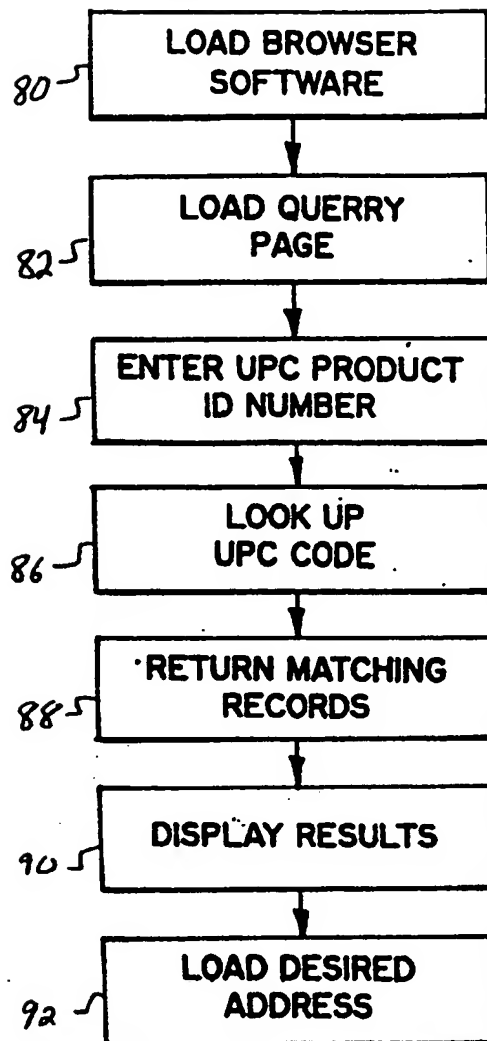 80
LOAD BROWSER
SOFTWARE
82
LOAD QUERRY
PAGE
84
ENTER UPC PRODUCT
ID NUMBER
86
LOOK UP
UPC CODE
88
RETURN MATCHING
RECORDS
90
DISPLAY RESULTS
92
LOAD DESIRED
ADDRESS